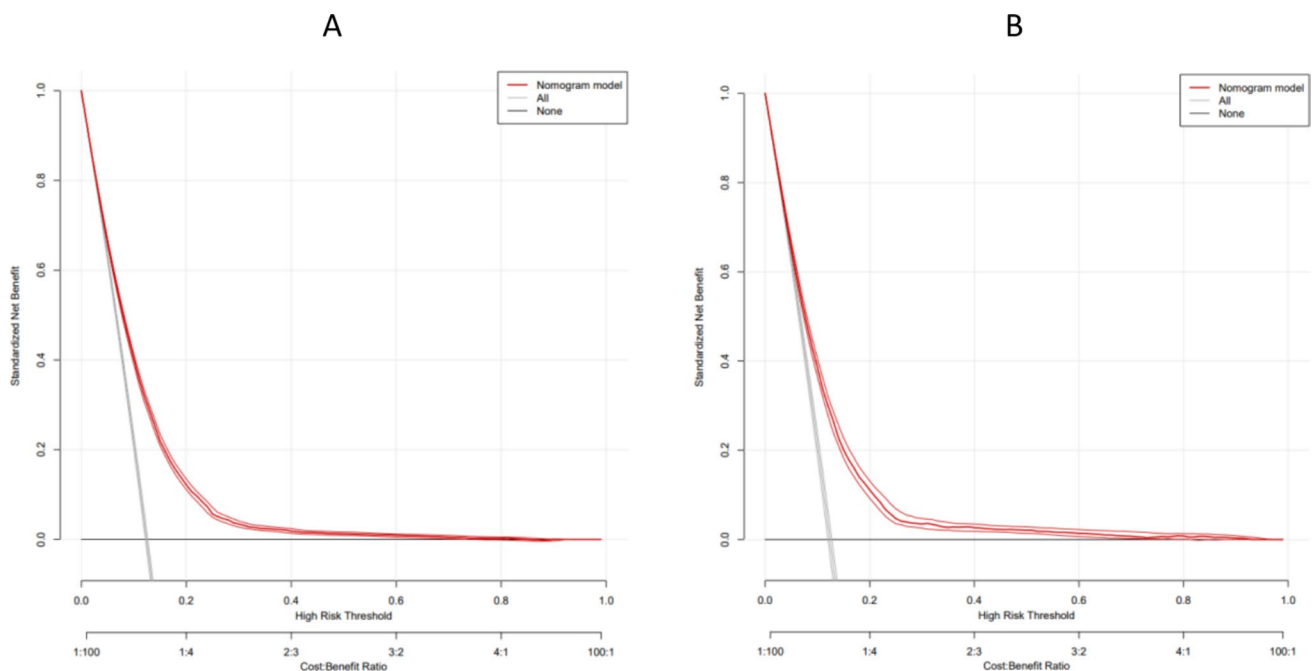 A
B
Nomogram model
All
None
Standardized Net Benefit
1.0
0.8
0.6
0.4
0.2
0.0
0.0 0.2 0.4 0.6 0.8 1.0
High Risk Threshold
1:100 1:4 2:3 3:2 4:1 100:1
Cost:Benefit Ratio
Nomogram model
All
None
Standardized Net Benefit
1.0
0.8
0.6
0.4
0.2
0.0
0.0 0.2 0.4 0.6 0.8 1.0
High Risk Threshold
1:100 1:4 2:3 3:2 4:1 100:1
Cost:Benefit Ratio